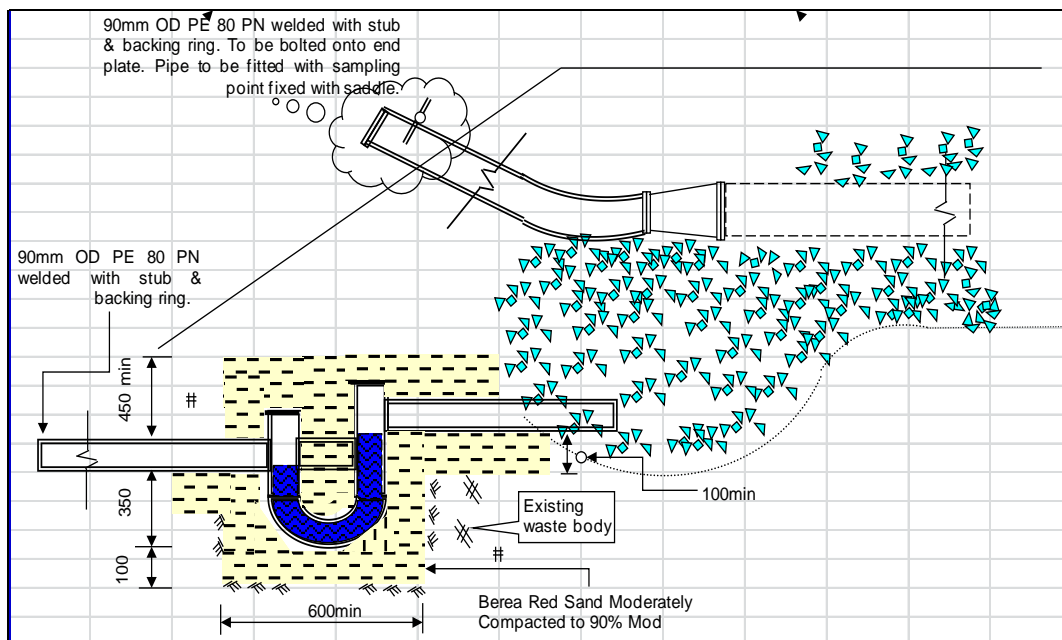 90mm OD PE 80 PN welded with stub
& backing ring. To be bolted onto end
plate. Pipe to be fitted with sampling
point fixed with saddle.
90mm OD PE 80 PN
welded with stub &
backing ring.
450 min
#
350
100
600min
100min
Existing
waste body
#
Berea Red Sand Moderately
Compacted to 90% Mod